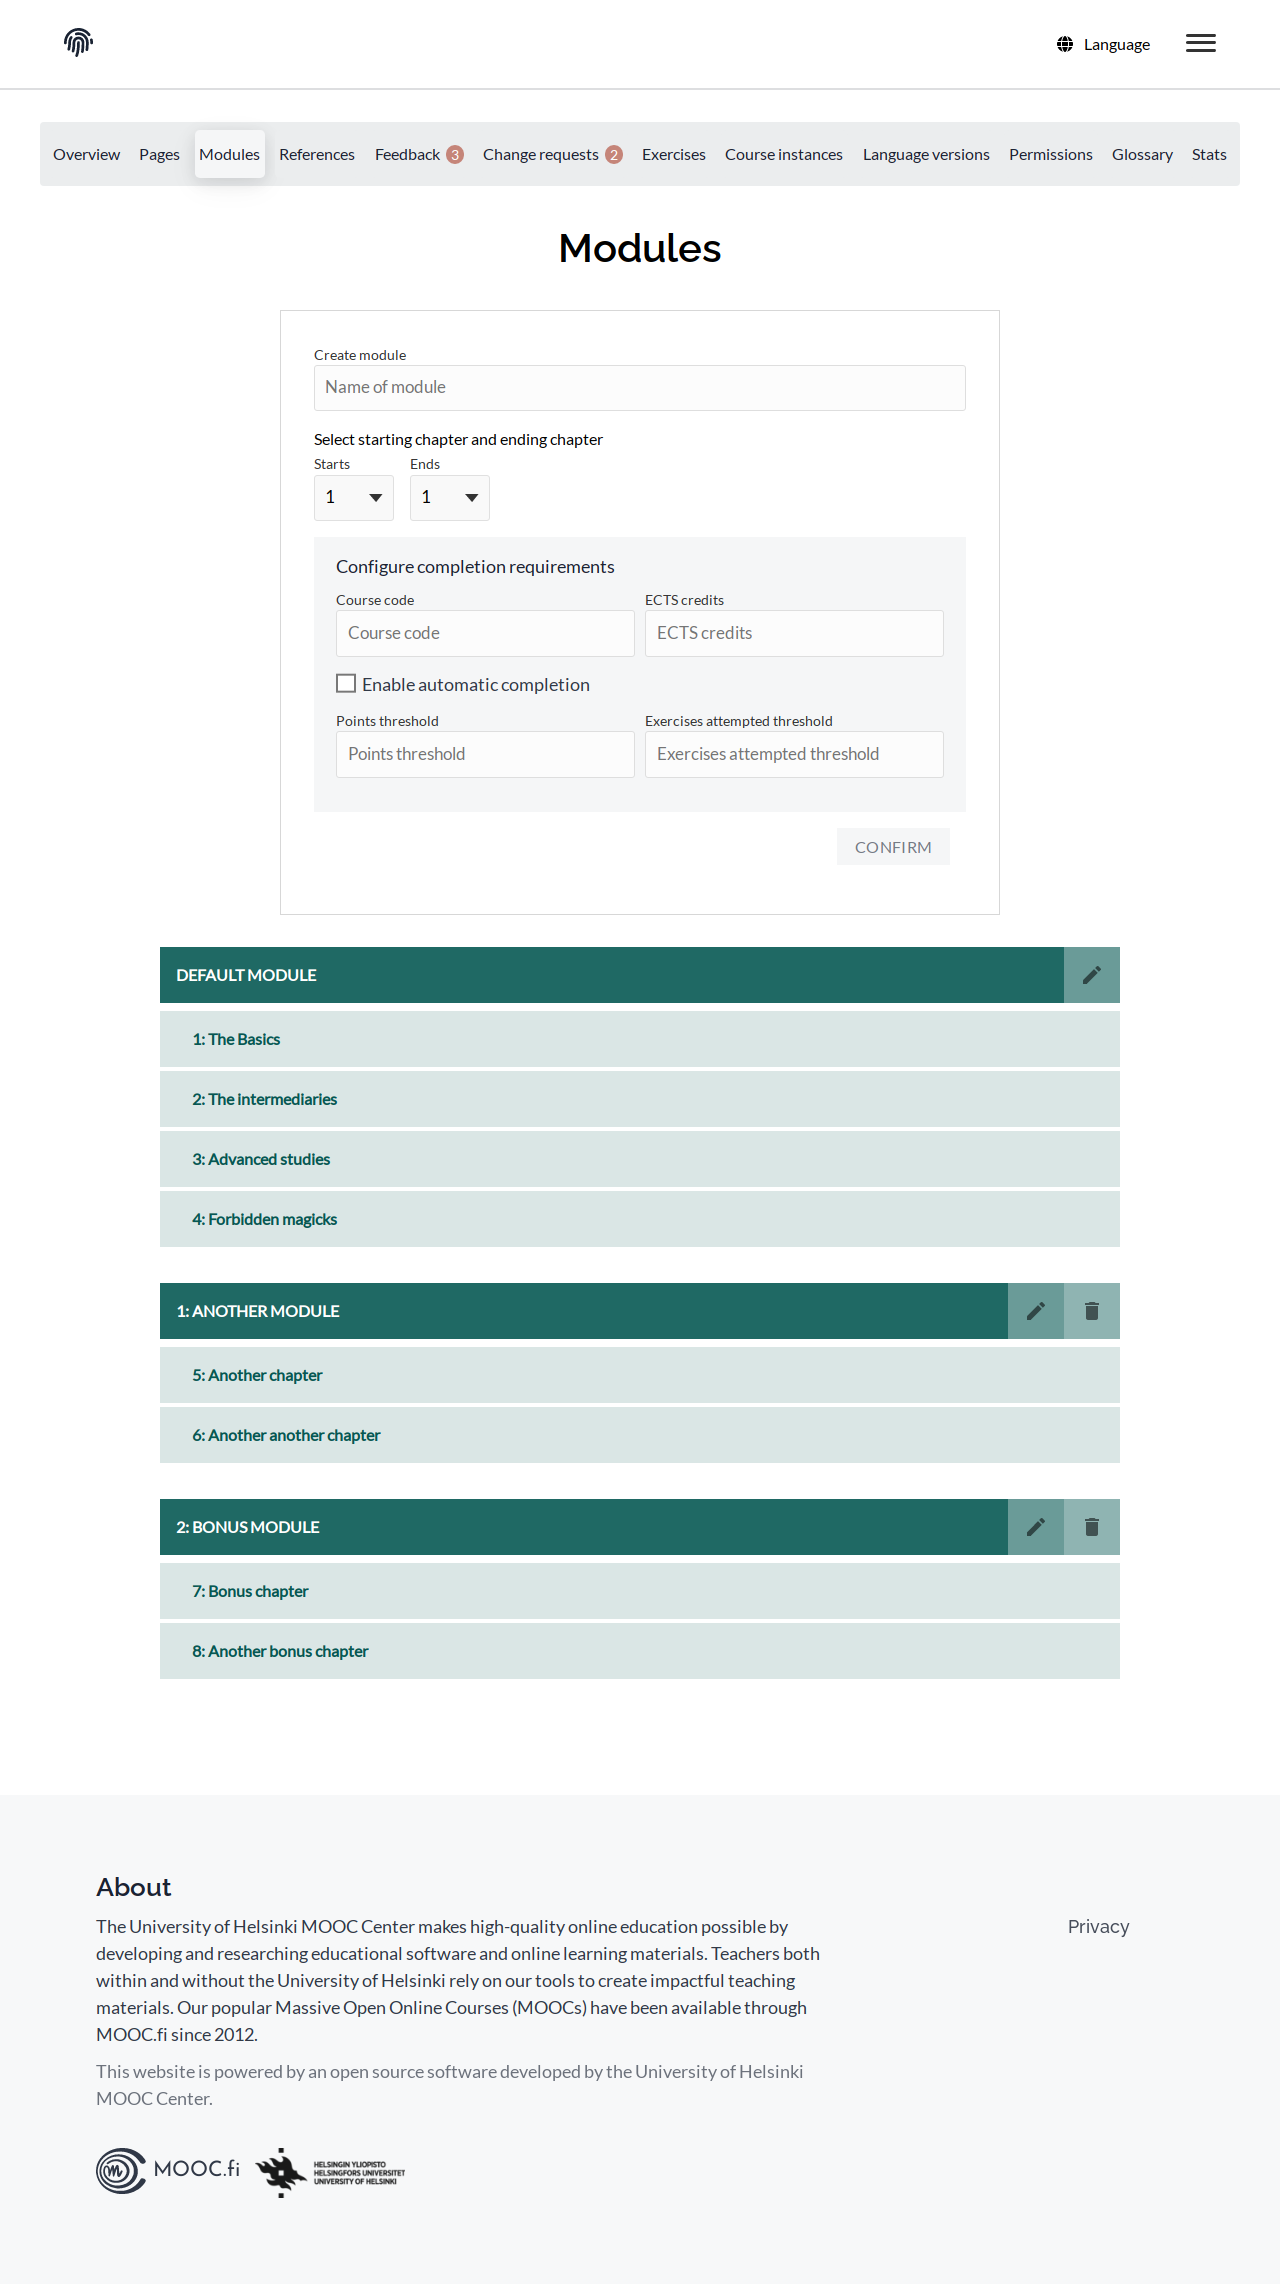 Language
Overview Pages Modules References Feedback 3 Change requests 2 Exercises Course instances Language versions Permissions Glossary Stats
Modules
Create module
Name of module
Select starting chapter and ending chapter
Starts Ends
1 1
Configure completion requirements
Course code ECTS credits
Course code ECTS credits
Enable automatic completion
Points threshold Exercises attempted threshold
Points threshold Exercises attempted threshold
CONFIRM
DEFAULT MODULE
1: The Basics
2: The intermediaries
3: Advanced studies
4: Forbidden magicks
1: ANOTHER MODULE
5: Another chapter
6: Another another chapter
2: BONUS MODULE
7: Bonus chapter
8: Another bonus chapter
About
The University of Helsinki MOOC Center makes high-quality online education possible by
developing and researching educational software and online learning materials. Teachers both
within and without the University of Helsinki rely on our tools to create impactful teaching
materials. Our popular Massive Open Online Courses (MOOCs) have been available through
MOOC.fi since 2012.
Privacy
This website is powered by an open source software developed by the University of Helsinki
MOOC Center.
MOOC.fi
HELSINGIN YLIOPISTO
HELSINGFORS UNIVERSITET
UNIVERSITY OF HELSINKI